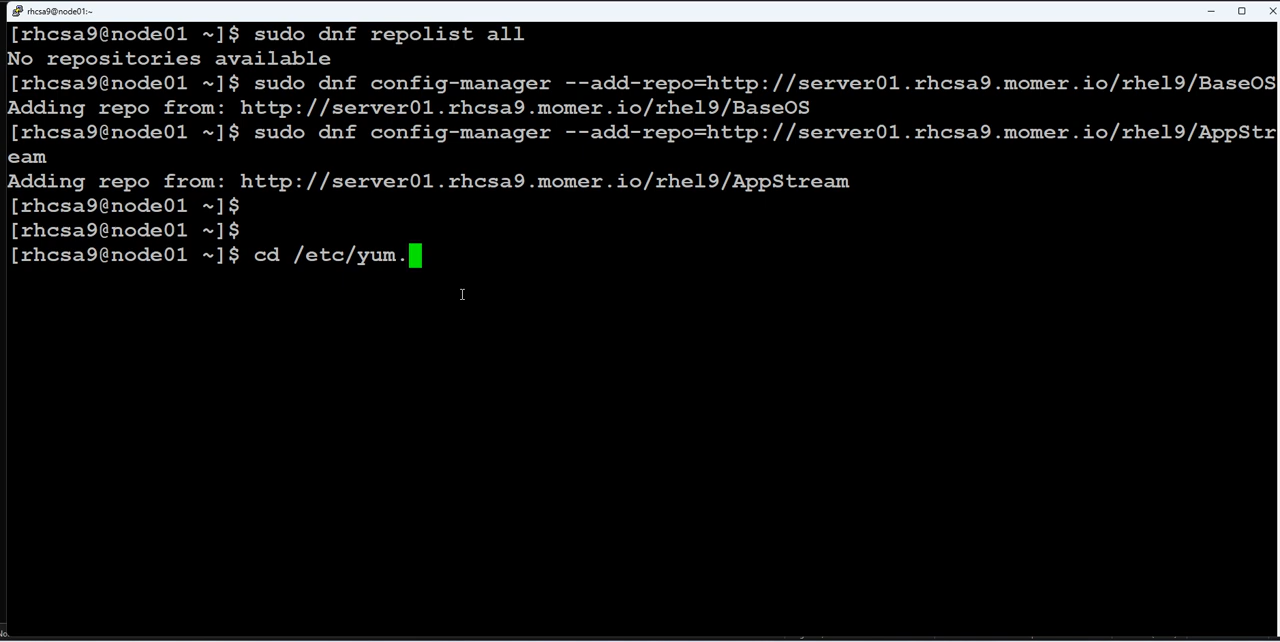 rhcsa9@node01:~
[rhcsa9@node01 ~]$ sudo dnf repolist all
No repositories available
[rhcsa9@node01 ~]$ sudo dnf config-manager --add-repo=http://server01.rhcsa9.momer.io/rhel9/BaseOS
Adding repo from: http://server01.rhcsa9.momer.io/rhel9/BaseOS
[rhcsa9@node01 ~]$ sudo dnf config-manager --add-repo=http://server01.rhcsa9.momer.io/rhel9/AppStr
eam
Adding repo from: http://server01.rhcsa9.momer.io/rhel9/AppStream
[rhcsa9@node01 ~]$
[rhcsa9@node01 ~]$
[rhcsa9@node01 ~]$ cd /etc/yum.